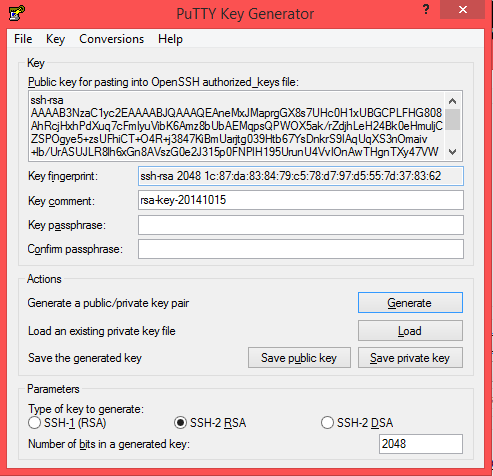 PuTTY Key Generator
?
File Key Conversions Help
Key
Public key for pasting into OpenSSH authorized_keys file:
ssh-rsa
AAAAB3NzaC1yc2EAAAABJQAAAQEAneMxJMaprgGX8s7UHc0H1xUBGCPLFHG808
AhRcjHxhPdXuq7cFmIyuVibK6Amz8bUbAEMqpsQPWOX5ak/rZdjhLeH24Bk0eHmuljC
ZSPOgye5+zsUFhiCT+O4R+j3847KiBmUarjtg039Htb67YsDnkrS9IAqUqXS3nOmaiv
+lb/UrASUJLR8lh6xGn8AVszG0e2J315p0FNPIH195UrunU4VvIOnAwTHgnTXy47VW
Key fingerprint: ssh-rsa 2048 1c:87:da:83:84:79:c5:78:d7:97:d5:55:7d:37:83:62
Key comment: rsa-key-20141015
Key passphrase:
Confirm passphrase:
Actions
Generate a public/private key pair Generate
Load an existing private key file Load
Save the generated key Save public key Save private key
Parameters
Type of key to generate:
SSH-1 (RSA) SSH-2 RSA SSH-2 DSA
Number of bits in a generated key: 2048